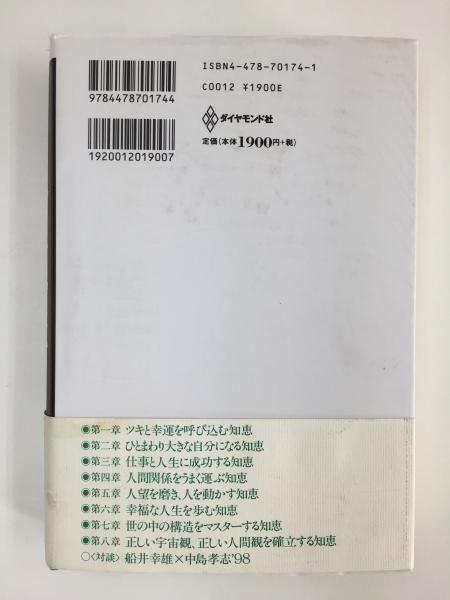 9784478701744
ISBN4-478-70174-1
C0012 ¥1900E
ダイヤモンド社
定価(本体1900円+税)
1920012019007
◉第一章 ツキと幸運を呼び込む知恵
◉第二章 ひとまわり大きな自分になる知恵
◉第三章 仕事と人生に成功する知恵
◉第四章 人間関係をうまく運ぶ知恵
◉第五章 人望を磨き、人を動かす知恵
◉第六章 幸福な人生を歩む知恵
◉第七章 世の中の構造をマスターする知恵
◉第八章 正しい宇宙観、正しい人間観を確立する知恵
○〈対談〉 船井幸雄×中島孝志'98